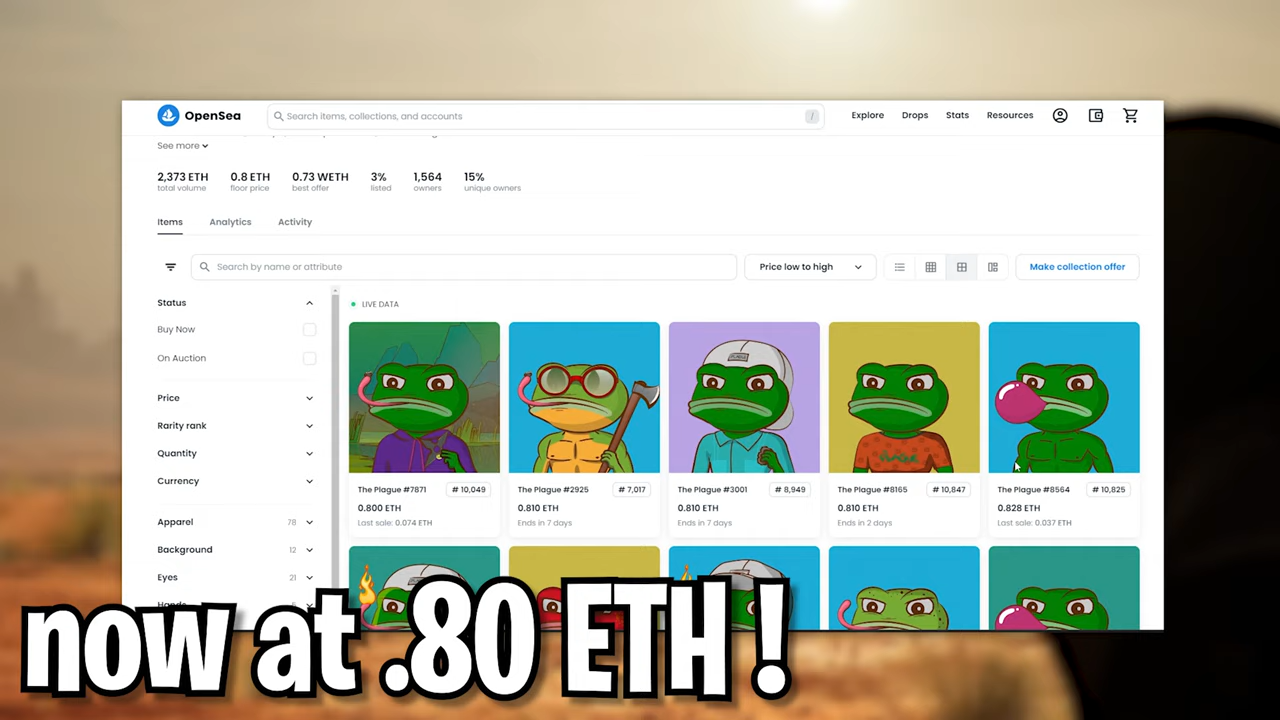 OpenSea
Search items, collections, and accounts
/
Explore
Drops
Stats
Resources
See more
2,373 ETH
total volume
0.8 ETH
floor price
0.73 WETH
best offer
3%
listed
1,564
owners
15%
unique owners
Items
Analytics
Activity
Search by name or attribute
Price low to high
Make collection offer
Status
Buy Now
On Auction
Price
Rarity rank
Quantity
Currency
Apparel 78
Background 12
Eyes 21
LIVE DATA
The Plague #7871 # 10,049
0.800 ETH
Last sale: 0.074 ETH
The Plague #2925 # 7,017
0.810 ETH
Ends in 7 days
The Plague #3001 # 8,949
0.810 ETH
Ends in 7 days
The Plague #8165 # 10,847
0.810 ETH
Ends in 2 days
The Plague #8564 # 10,825
0.828 ETH
Last sale: 0.037 ETH
now at .80 ETH !